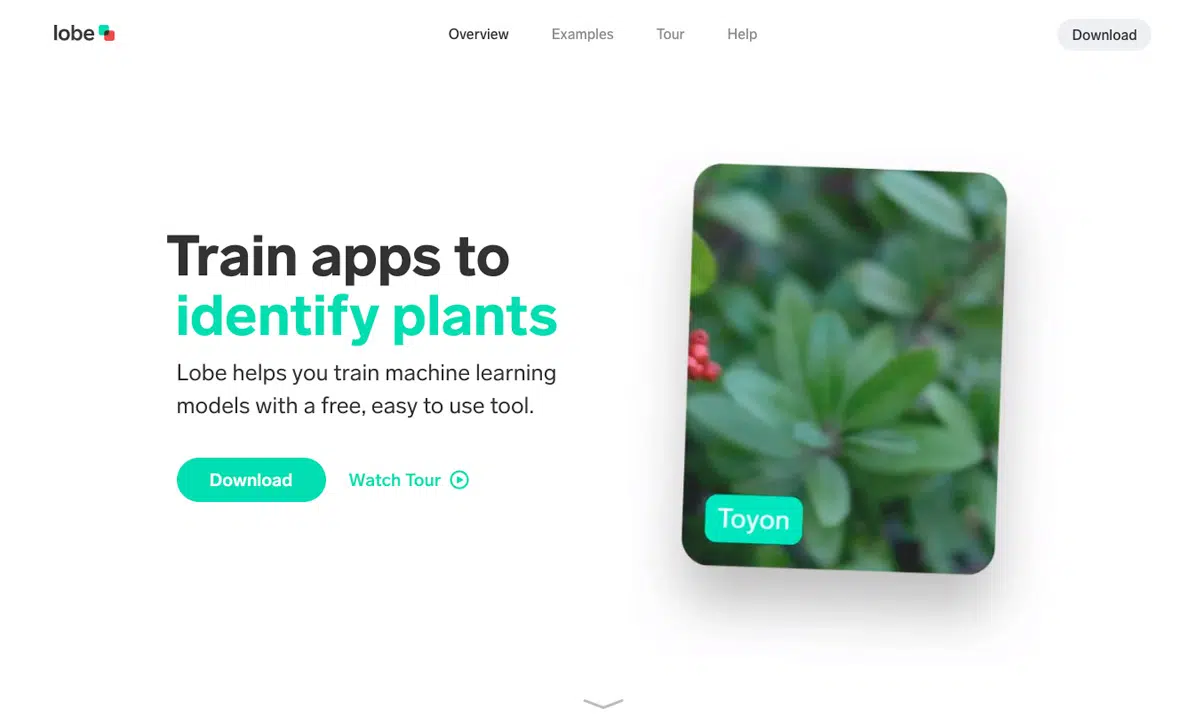 lobe
Overview
Examples
Tour
Help
Download
Train apps to
identify plants
Lobe helps you train machine learning
models with a free, easy to use tool.
Download
Watch Tour
Toyon